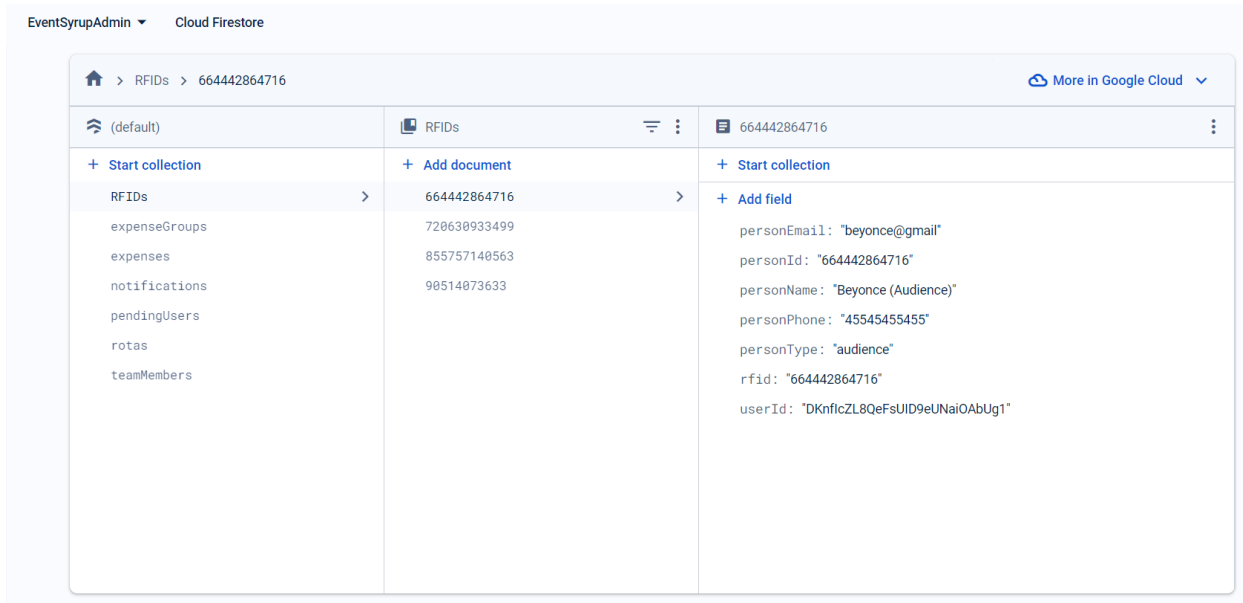 EventSyrupAdmin Cloud Firestore
RFIDs 664442864716
More in Google Cloud
(default)
Start collection
RFIDs
expenseGroups
expenses
notifications
pendingUsers
rotas
teamMembers
RFIDs
Add document
664442864716
720630933499
855757140563
90514073633
664442864716
Start collection
Add field
personEmail: "beyonce@gmail"
personId: "664442864716"
personName: "Beyonce (Audience)"
personPhone: "45545455455"
personType: "audience"
rfid: "664442864716"
userId: "DKnfIcZL8QeFsUID9eUNaiOAbUg1"